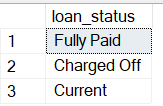 loan_status
1 Fully Paid
2 Charged Off
3 Current